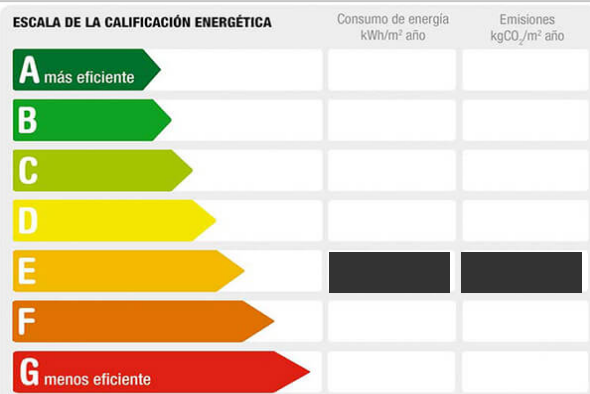 ESCALA DE LA CALIFICACIÓN ENERGÉTICA
Consumo de energía
kWh/m² año
Emisiones
kgCO₂/m² año
A más eficiente
B
C
D
E
F
G menos eficiente